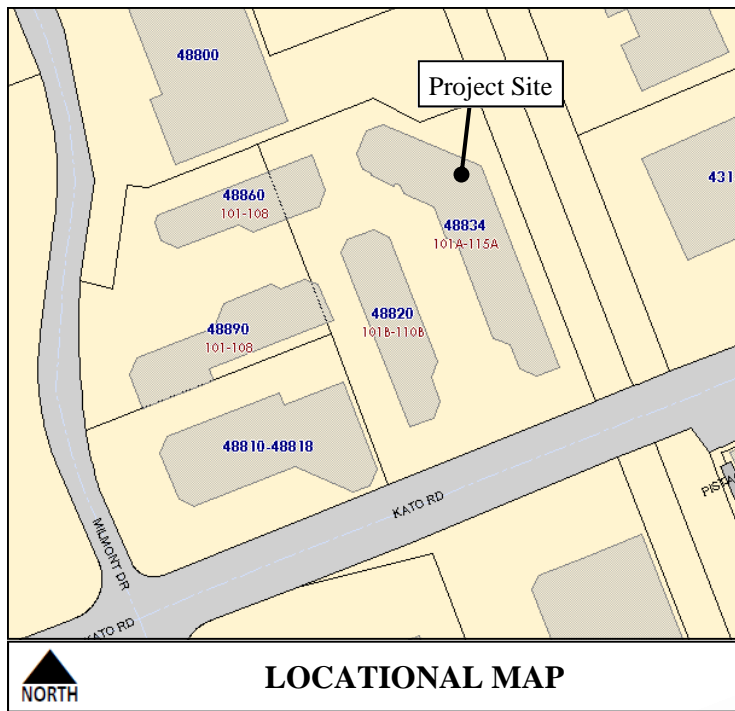 48800
Project Site
431
48860
101-108
48834
101A-115A
48820
101B-110B
48890
101-108
48810-48818
KATO RD
MILMONT DR
KATO RD
NORTH
LOCATIONAL MAP